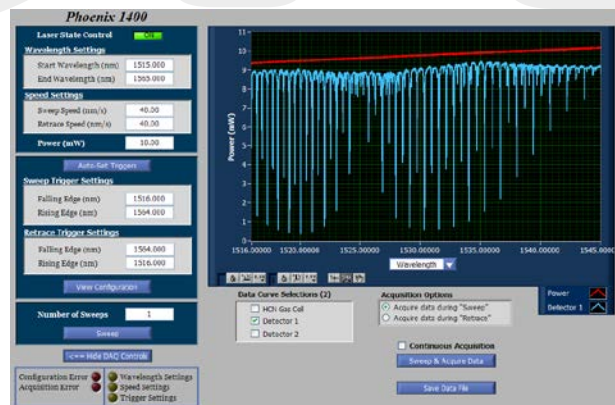 Phoenix 1400
Laser State Control ON
Wavelength Settings
Start Wavelength (nm) 1515.000
End Wavelength (nm) 1565.000
Speed Settings
Sweep Speed (nm/s) 40.00
Retrace Speed (nm/s) 40.00
Power (mW) 10.00
Auto-Set Triggers
Sweep Trigger Settings
Falling Edge (nm) 1516.000
Rising Edge (nm) 1564.000
Retrace Trigger Settings
Falling Edge (nm) 1564.000
Rising Edge (nm) 1516.000
View Configuration
Number of Sweeps 1
Sweep
<-- Hide DAQ Controls
Configuration Error
Acquisition Error
Wavelength Settings
Speed Settings
Trigger Settings
Power (mW)
11
10
9
8
7
6
5
4
3
2
1
0
1516.00000 1520.00000 1525.00000 1530.00000 1535.00000 1540.00000 1545.0000
Wavelength
Data Curve Selections (2)
HCN Gas Cell
Detector 1
Detector 2
Acquisition Options
Acquire data during "Sweep"
Acquire data during "Retrace"
Power
Detector 1
Continuous Acquisition
Sweep & Acquire Data
Save Data File